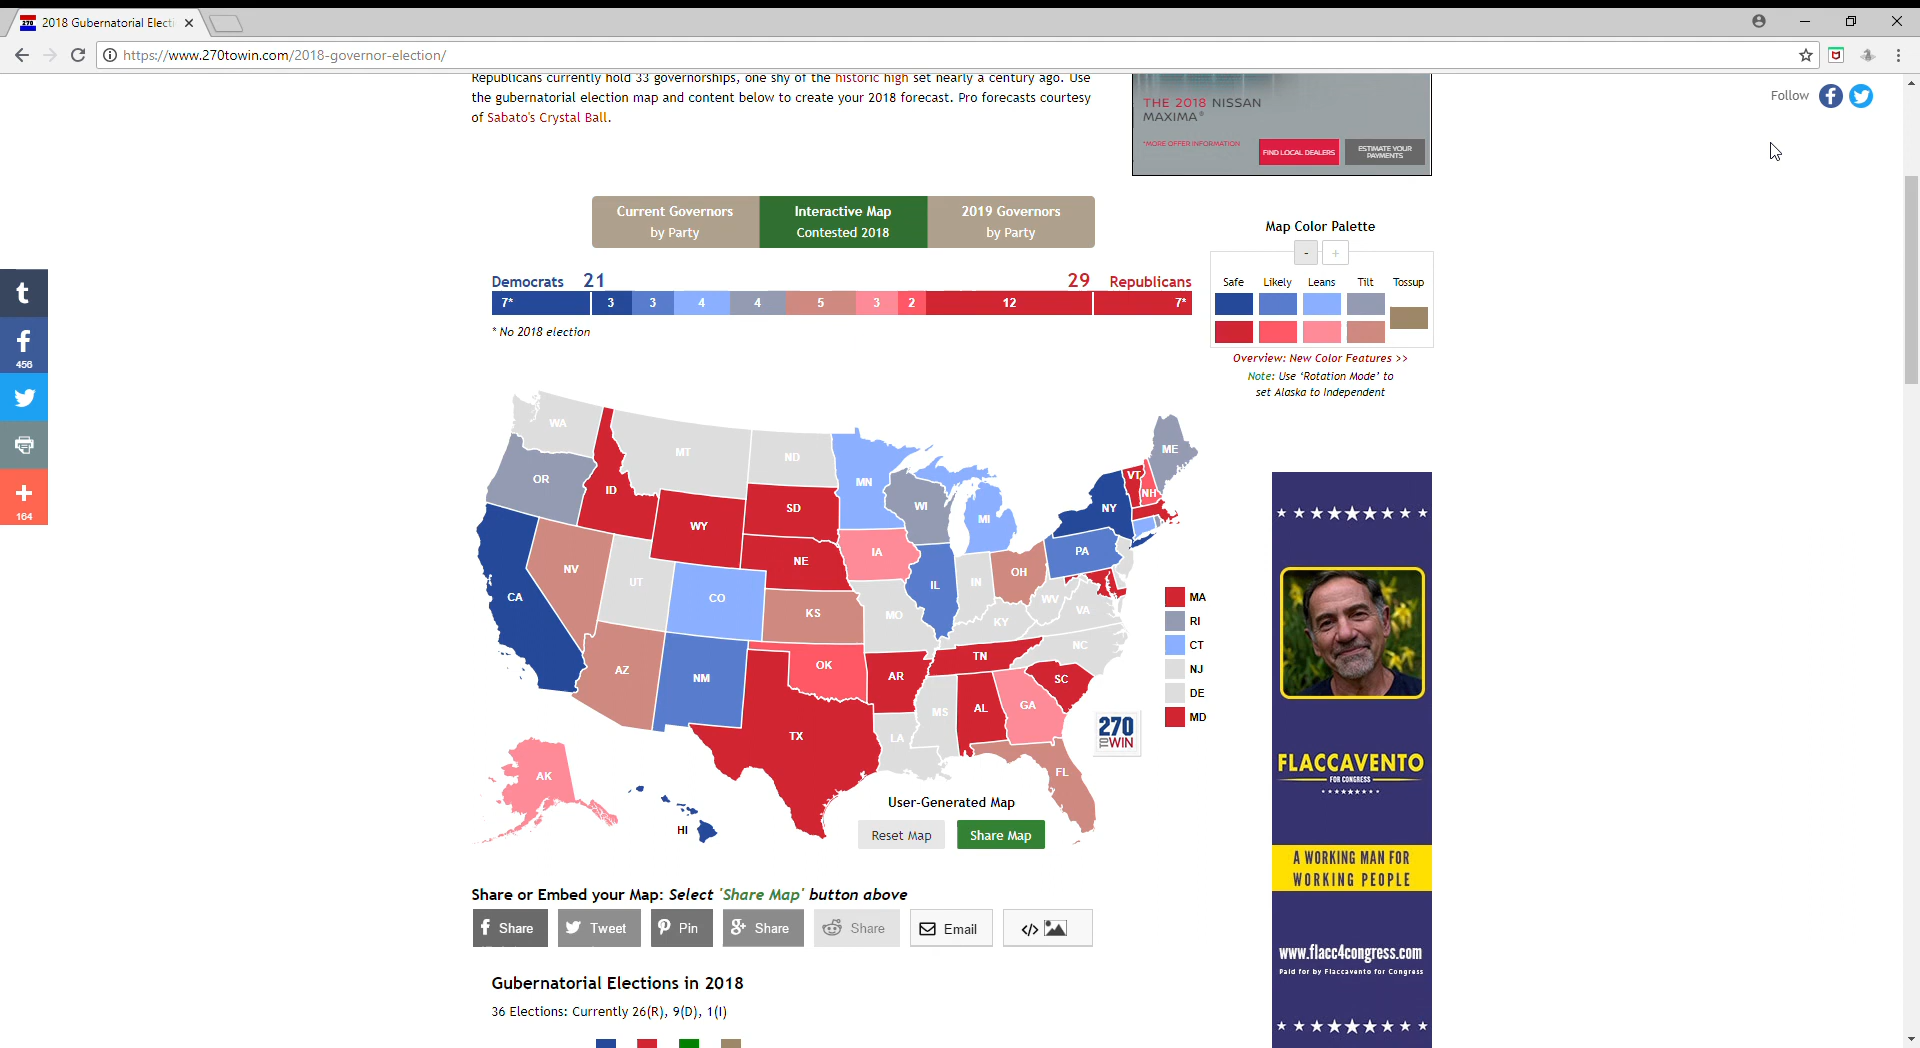 2018 Gubernatorial Electi
https://www.270towin.com/2018-governor-election/
Republicans currently hold 33 governorships, one shy of the historic high set nearly a century ago. Use
the gubernatorial election map and content below to create your 2018 forecast. Pro forecasts courtesy
of Sabato's Crystal Ball.
THE 2018 NISSAN
MAXIMA®
*MORE OFFER INFORMATION
FIND LOCAL DEALERS
ESTIMATE YOUR
PAYMENTS
Follow
Current Governors
by Party
Interactive Map
Contested 2018
2019 Governors
by Party
Democrats 21
29 Republicans
7* 3 3 4 4 5 3 2 12 7*
* No 2018 election
Map Color Palette
- +
Safe Likely Leans Tilt Tossup
Overview: New Color Features >>
Note: Use ‘Rotation Mode’ to
set Alaska to Independent
456
164
WA
MT
ND
MN
ME
OR
ID
SD
WI
MI
VT
NH
NY
WY
NE
IA
PA
NV
UT
CO
KS
IL
IN
OH
WV
VA
CA
MO
KY
NC
AZ
NM
OK
AR
TN
SC
TX
LA
MS
AL
GA
FL
AK
HI
MA
RI
CT
NJ
DE
MD
270
TO WIN
User-Generated Map
Reset Map
Share Map
Share or Embed your Map: Select 'Share Map' button above
Share
Tweet
Pin
Share
Share
Email
</>
Gubernatorial Elections in 2018
36 Elections: Currently 26(R), 9(D), 1(I)
FLACCAVENTO
FOR CONGRESS
A WORKING MAN FOR
WORKING PEOPLE
www.flacc4congress.com
Paid for by Flaccavento for Congress